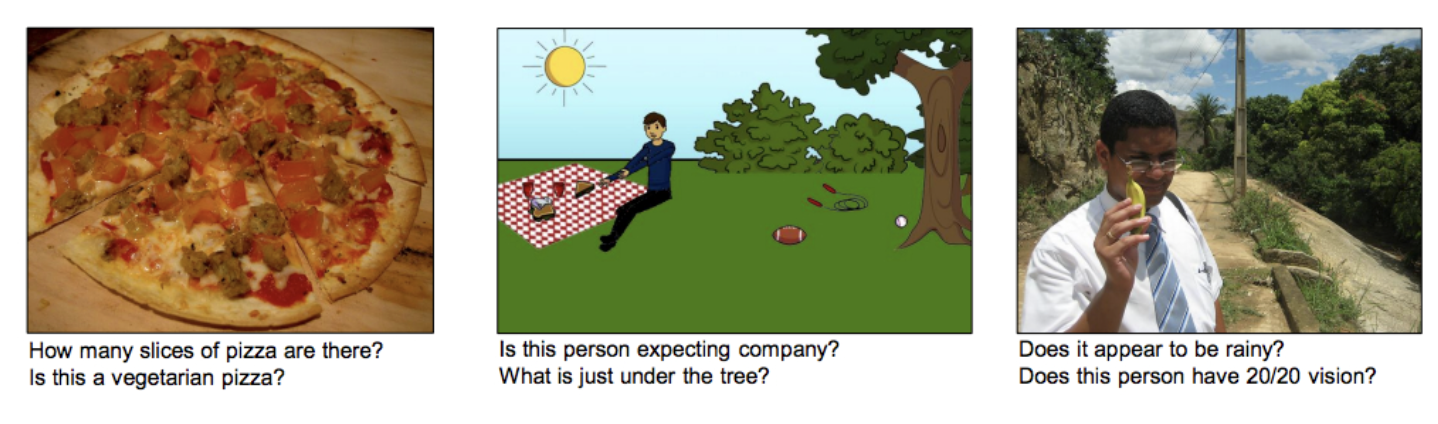 How many slices of pizza are there?
Is this a vegetarian pizza?
Is this person expecting company?
What is just under the tree?
Does it appear to be rainy?
Does this person have 20/20 vision?